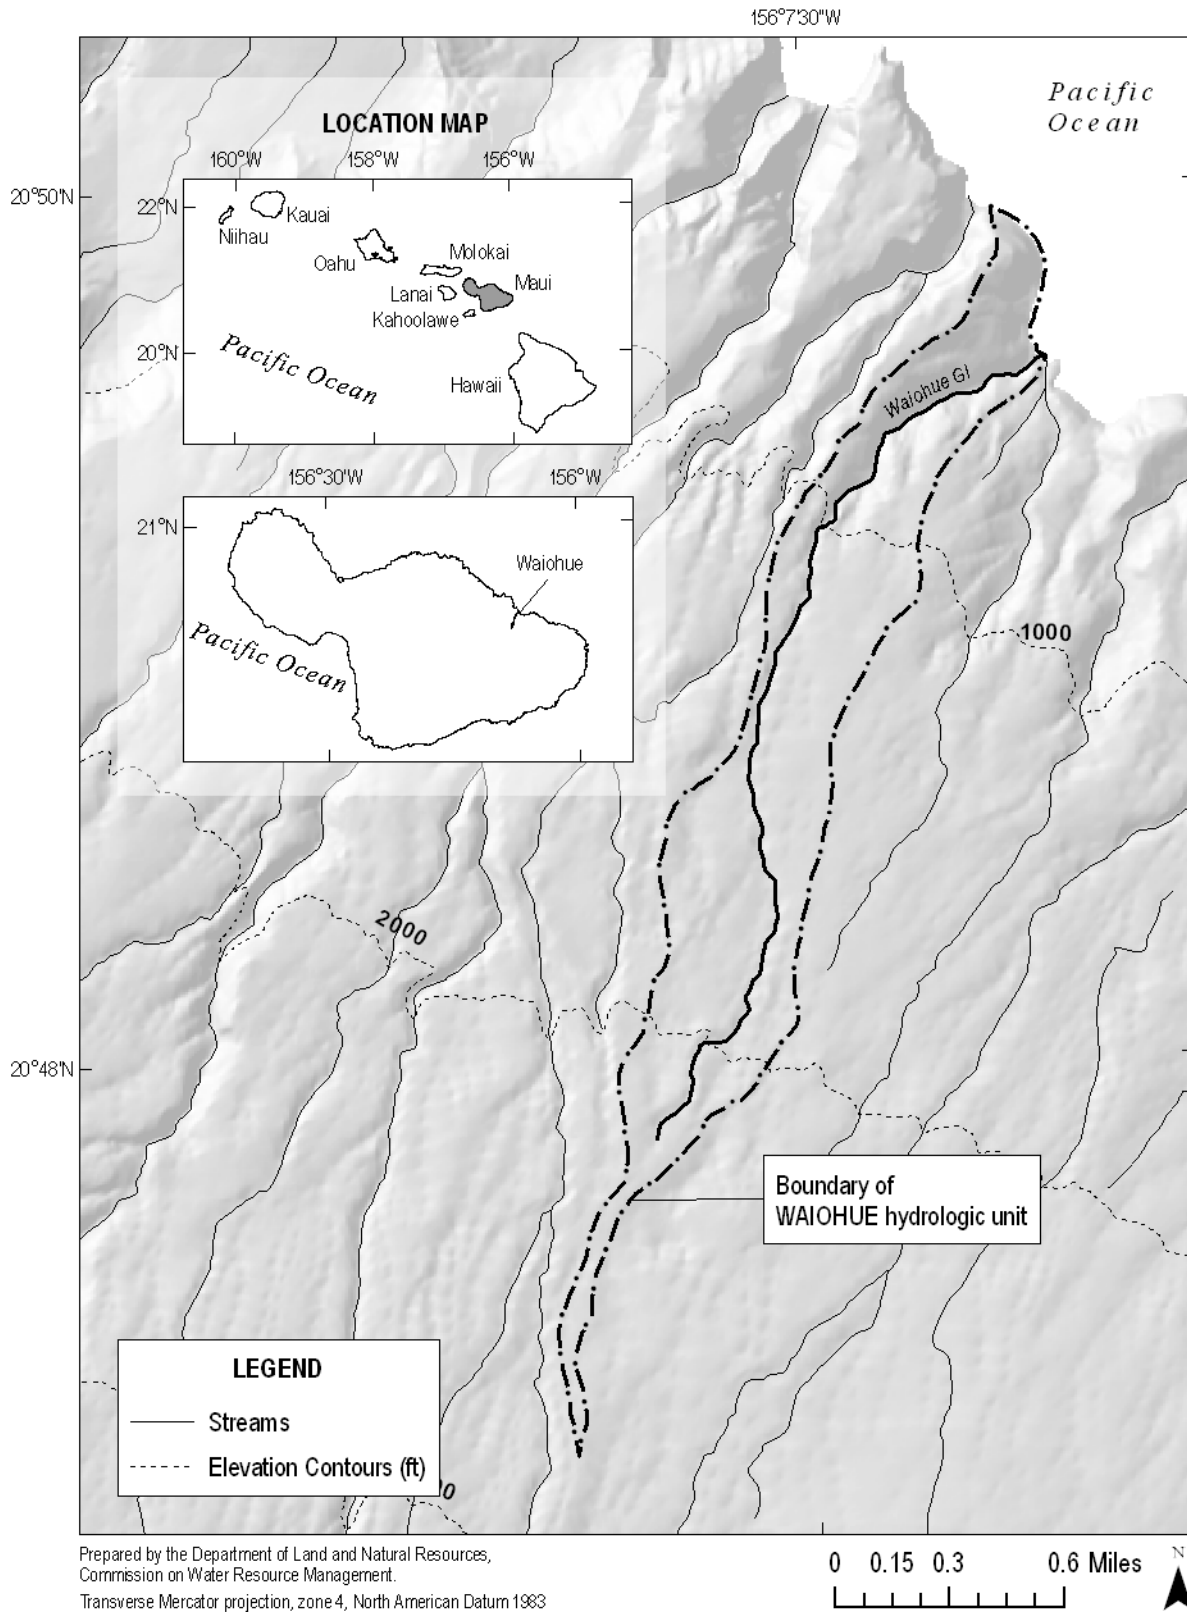 156°7'30"W
Pacific
Ocean
LOCATION MAP
160°W
158°W
156°W
20°50'N
22°N
Kauai
Niihau
Oahu
Molokai
Maui
Lanai
Kahoolawe
20°N
Pacific Ocean
Hawaii
Waiohue Gl
156°30'W
156°W
21°N
Waiohue
Pacific Ocean
1000
2000
20°48'N
Boundary of
WAIOHUE hydrologic unit
LEGEND
Streams
Elevation Contours (ft)
Prepared by the Department of Land and Natural Resources,
Commission on Water Resource Management.
Transverse Mercator projection, zone 4, North American Datum 1983
0 0.15 0.3 0.6 Miles
N